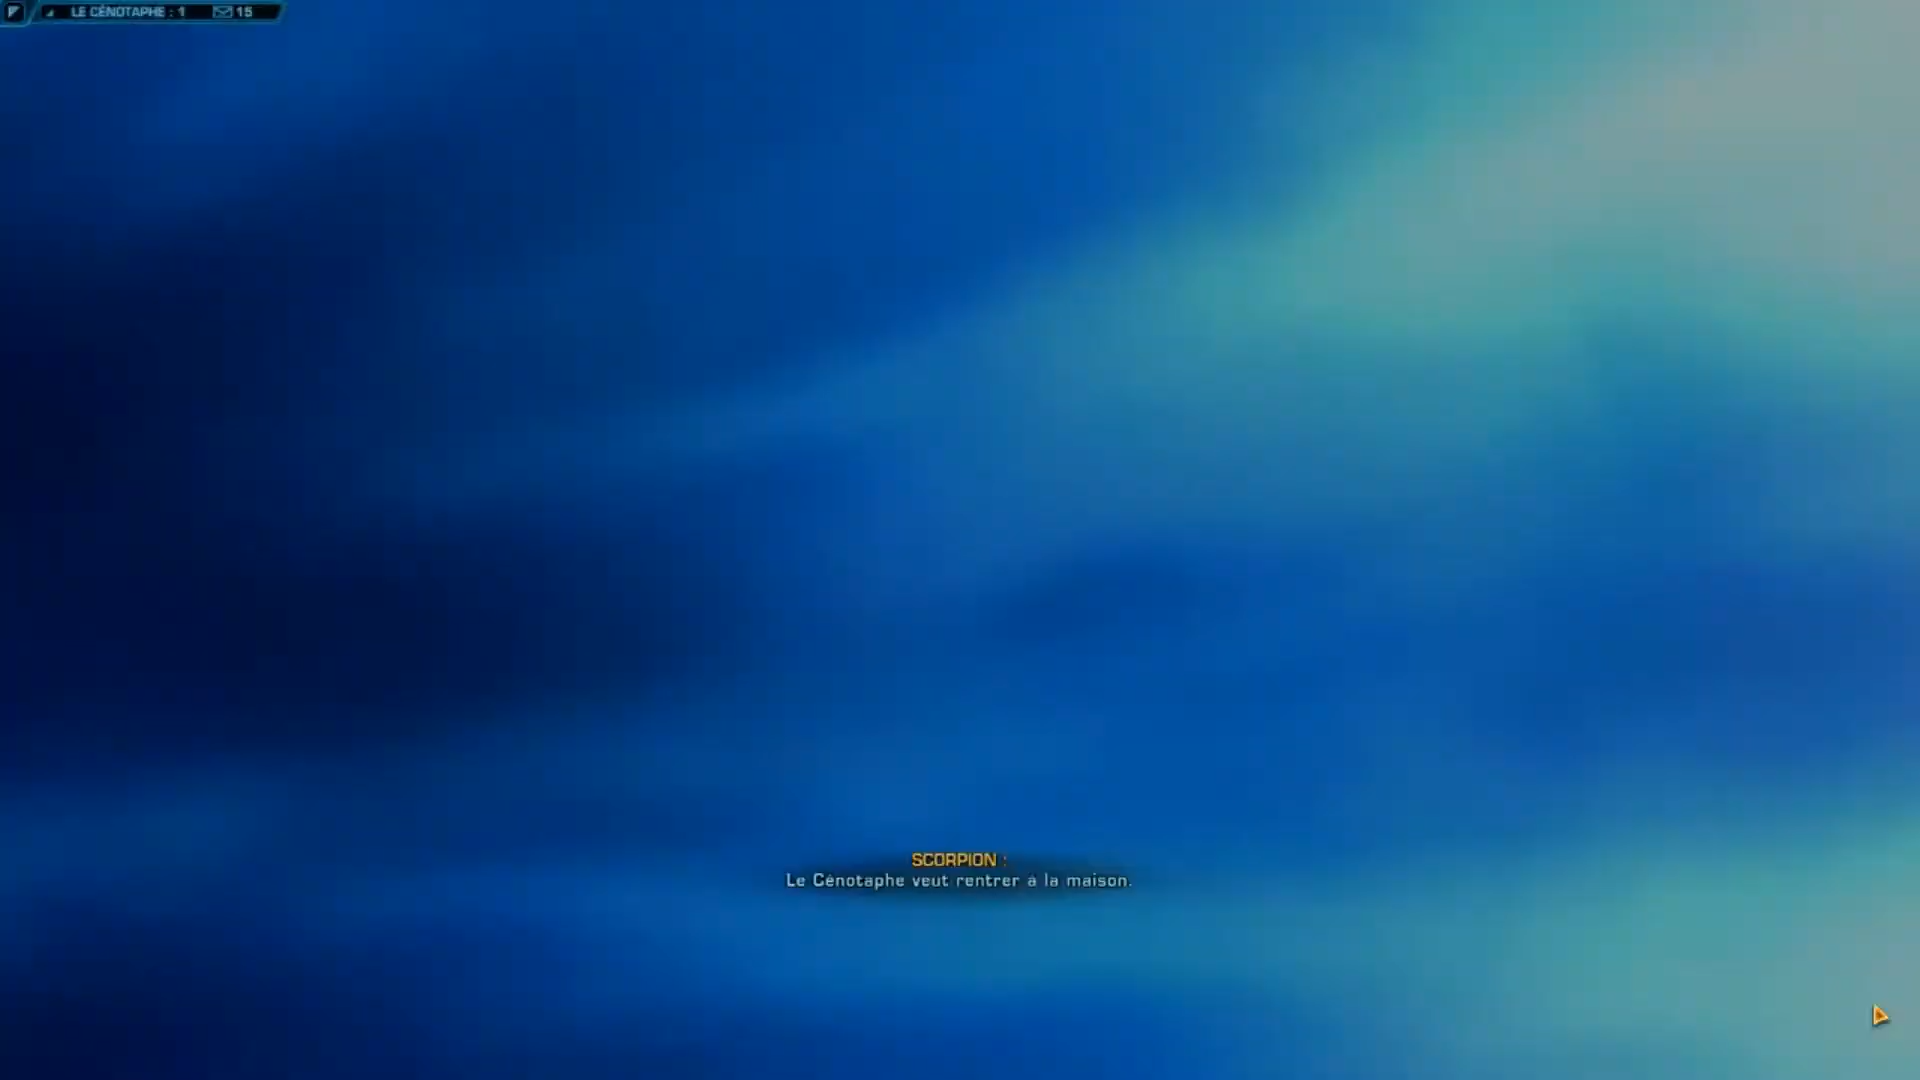 LE CÉNOTAPHE : 1 15
SCORPION :
Le Cénotaphe veut rentrer à la maison.